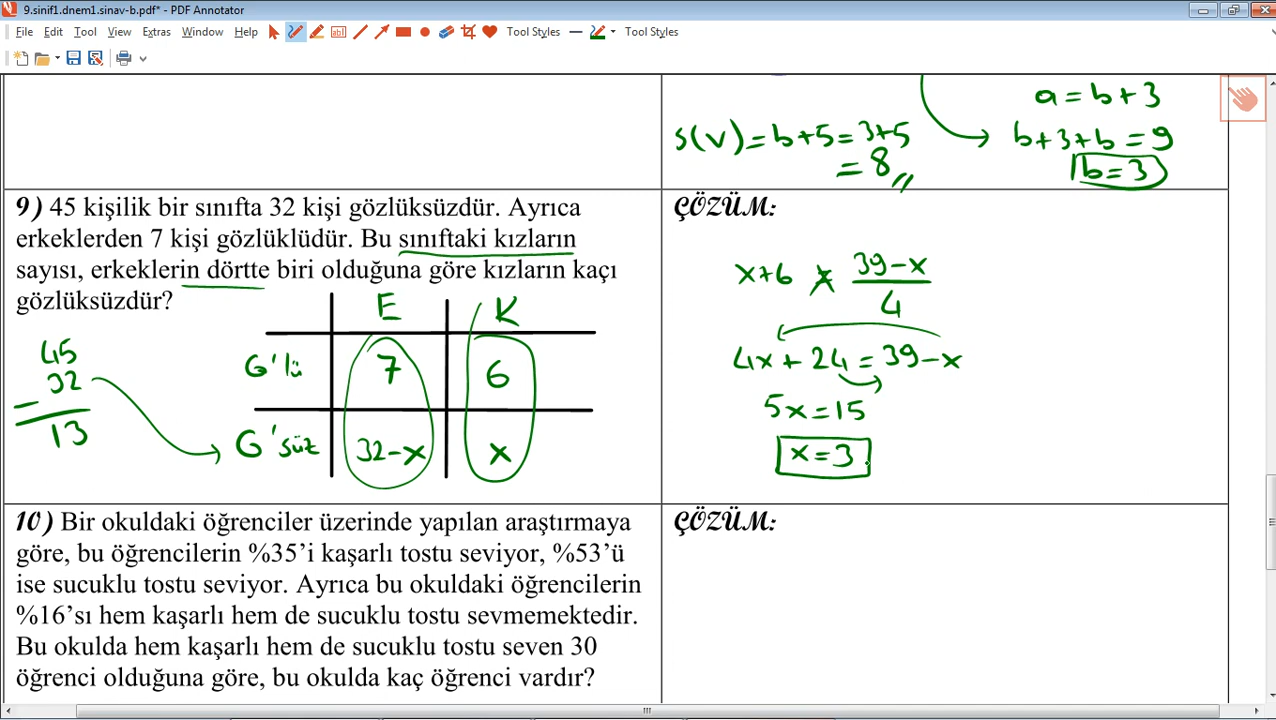 9.sinif1.dnem1.sinav-b.pdf* - PDF Annotator
File Edit Tool View Extras Window Help Tool Styles Tool Styles
a = b + 3
s(V) = b+5 = 3+5
= 8
b+3+b = 9
b = 3
9) 45 kişilik bir sınıfta 32 kişi gözlüksüzdür. Ayrıca
erkeklerden 7 kişi gözlüklüdür. Bu sınıftaki kızların
sayısı, erkeklerin dörtte biri olduğuna göre kızların kaçı
gözlüksüzdür?
E K
G'lü 7 6
G'süz 32-x x
45
- 32
13
ÇÖZÜM:
x+6 39-x
4
4x + 24 = 39-x
5x = 15
x = 3
10) Bir okuldaki öğrenciler üzerinde yapılan araştırmaya
göre, bu öğrencilerin %35'i kaşarlı tostu seviyor, %53'ü
ise sucuklu tostu seviyor. Ayrıca bu okuldaki öğrencilerin
%16'sı hem kaşarlı hem de sucuklu tostu sevmemektedir.
Bu okulda hem kaşarlı hem de sucuklu tostu seven 30
öğrenci olduğuna göre, bu okulda kaç öğrenci vardır?
ÇÖZÜM: